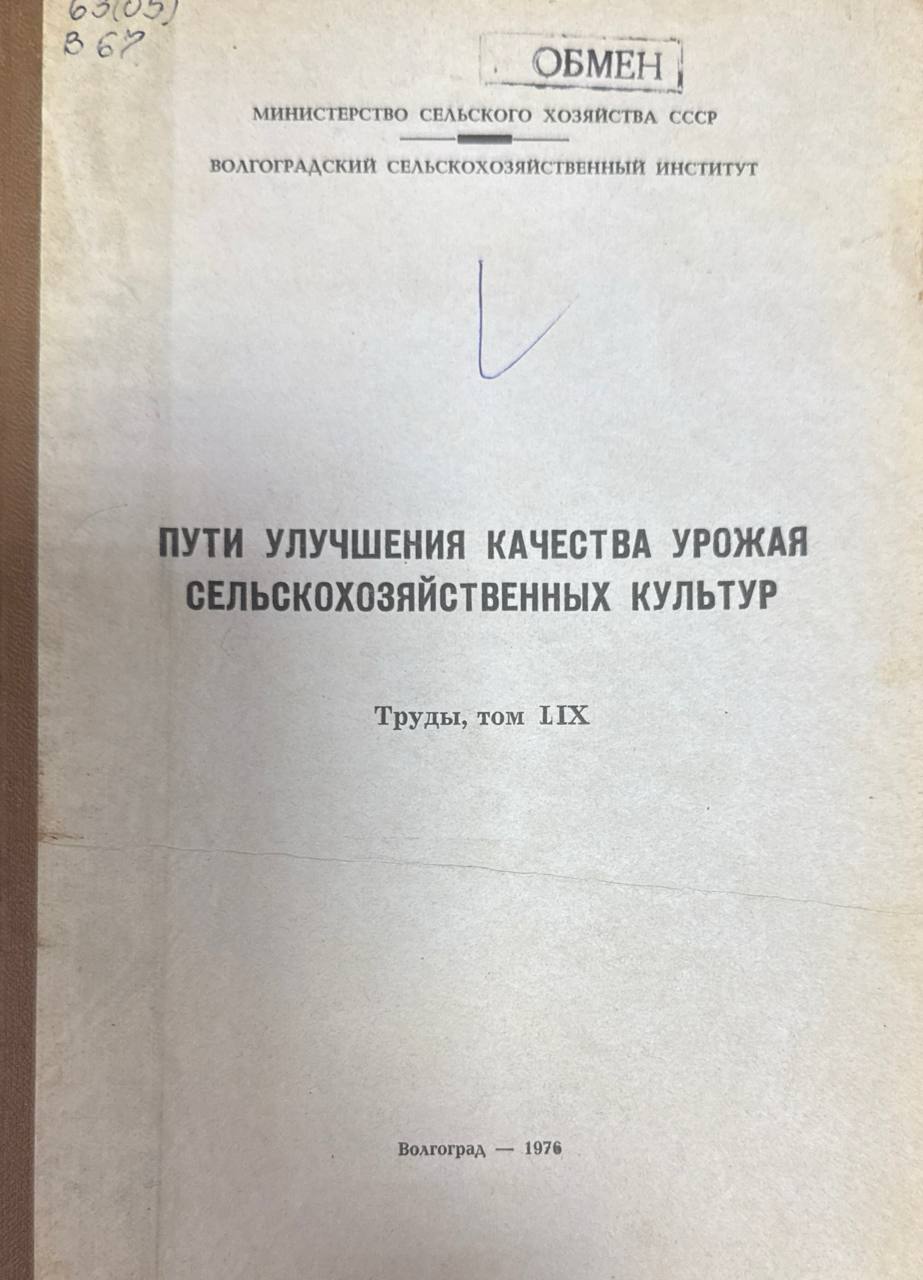 63(05)
В 67
ОБМЕН
МИНИСТЕРСТВО СЕЛЬСКОГО ХОЗЯЙСТВА СССР
ВОЛГОГРАДСКИЙ СЕЛЬСКОХОЗЯЙСТВЕННЫЙ ИНСТИТУТ
ПУТИ УЛУЧШЕНИЯ КАЧЕСТВА УРОЖАЯ
СЕЛЬСКОХОЗЯЙСТВЕННЫХ КУЛЬТУР
Труды, том LIX
Волгоград — 1976